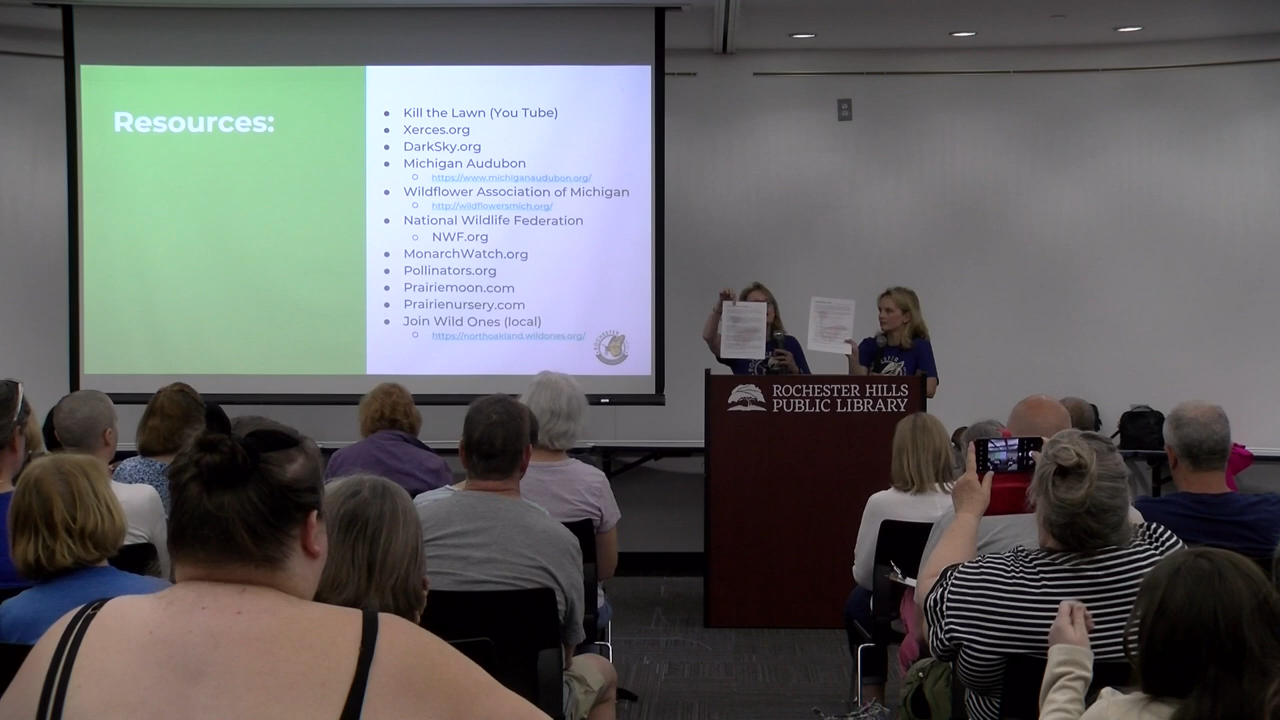 Resources:
Kill the Lawn (You Tube)
Xerces.org
DarkSky.org
Michigan Audubon
https://www.michiganaudubon.org/
Wildflower Association of Michigan
http://wildflowersmich.org/
National Wildlife Federation
NWF.org
MonarchWatch.org
Pollinators.org
Prairiemoon.com
Prairienursery.com
Join Wild Ones (local)
https://northoakland.wildones.org/
ROCHESTER
ROCHESTER HILLS
PUBLIC LIBRARY